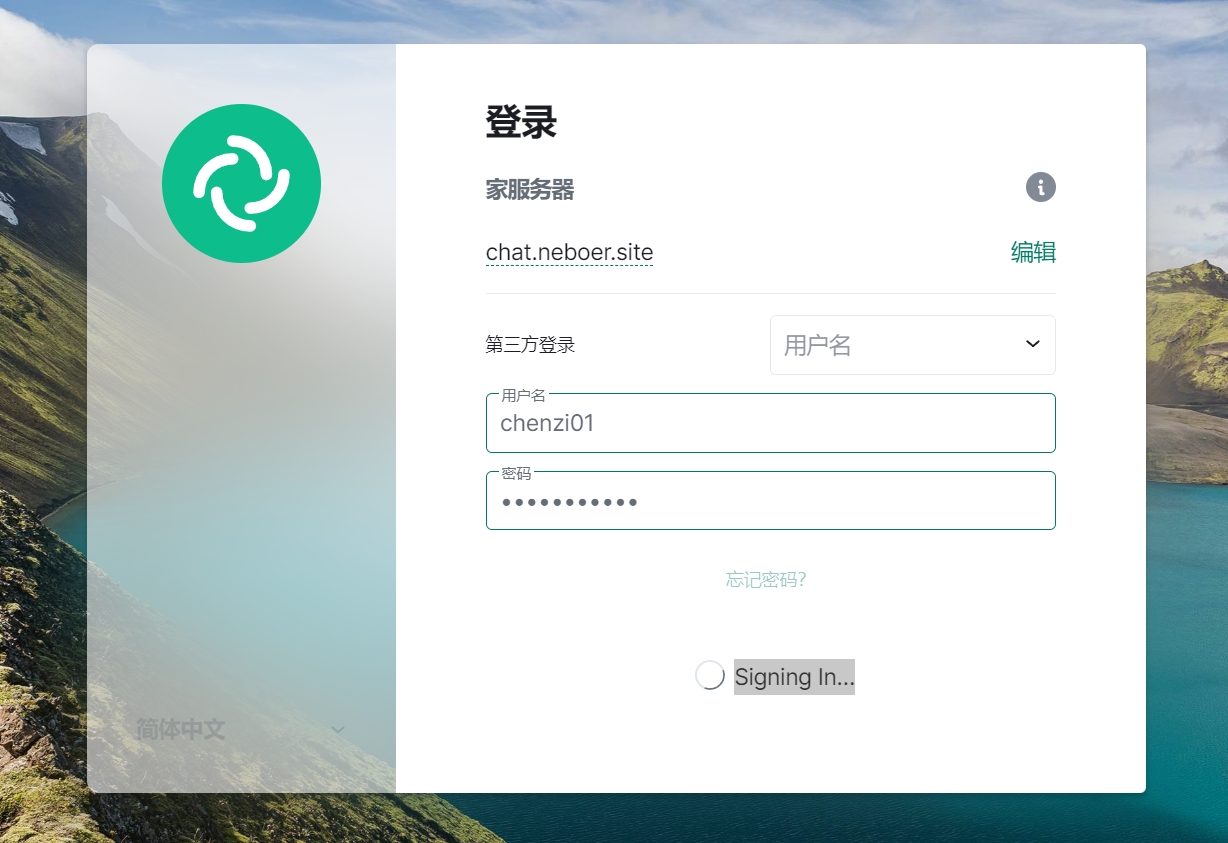 登录
家服务器
chat.neboer.site
编辑
第三方登录
用户名
用户名
chenzi01
密码
忘记密码?
Signing In...
简体中文